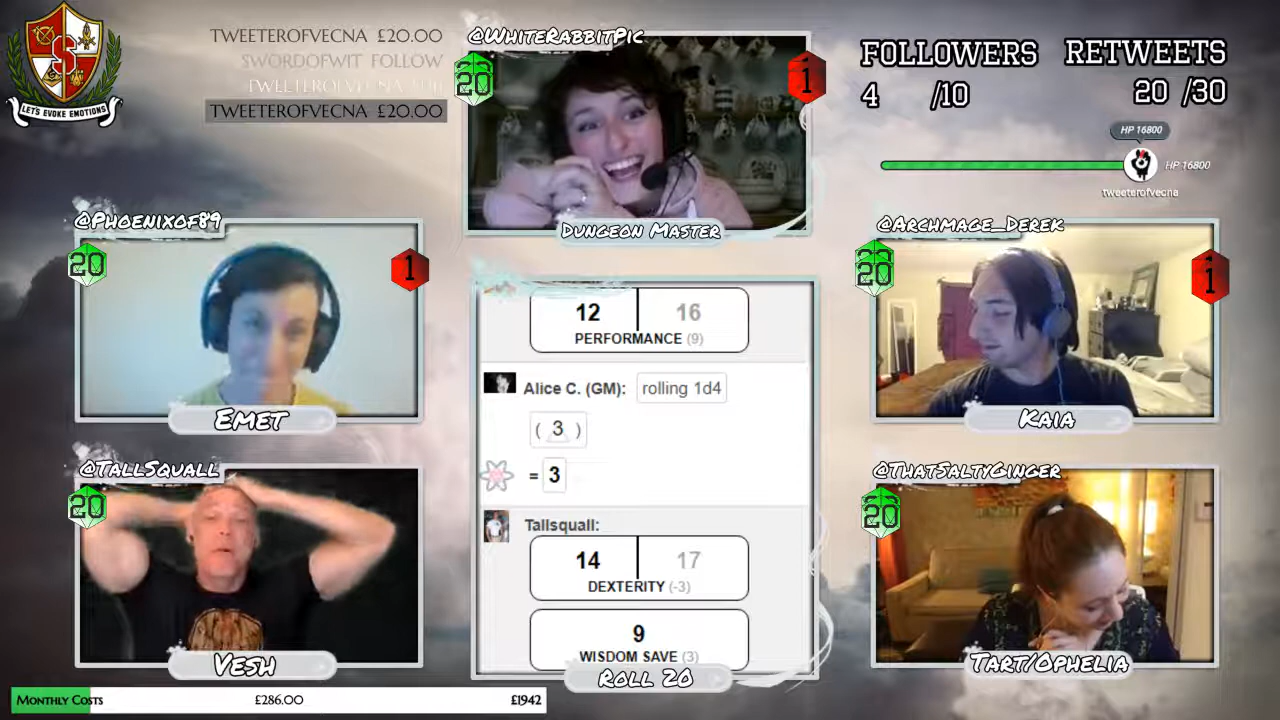 TWEETEROFVECNA £20.00
SWORDOFWIT FOLLOW
TWEETEROFVECNA £20.00
LET'S EVOKE EMOTIONS
@WHITERABBITPIC
20
1
DUNGEON MASTER
FOLLOWERS RETWEETS
4 /10 20 /30
HP 16800
HP 16800
tweeterofvecna
@PHOENIXOF89
20
1
EMET
@ARCHMAGE_DEREK
20
1
KAIA
12 16
PERFORMANCE (9)
Alice C. (GM): rolling 1d4
( 3 )
= 3
Tallsquall:
14 17
DEXTERITY (-3)
9
WISDOM SAVE (3)
ROLL 20
@TALLSQUALL
20
VESH
@THATSALTYGINGER
20
TART/OPHELIA
MONTHLY COSTS £286.00 £1942